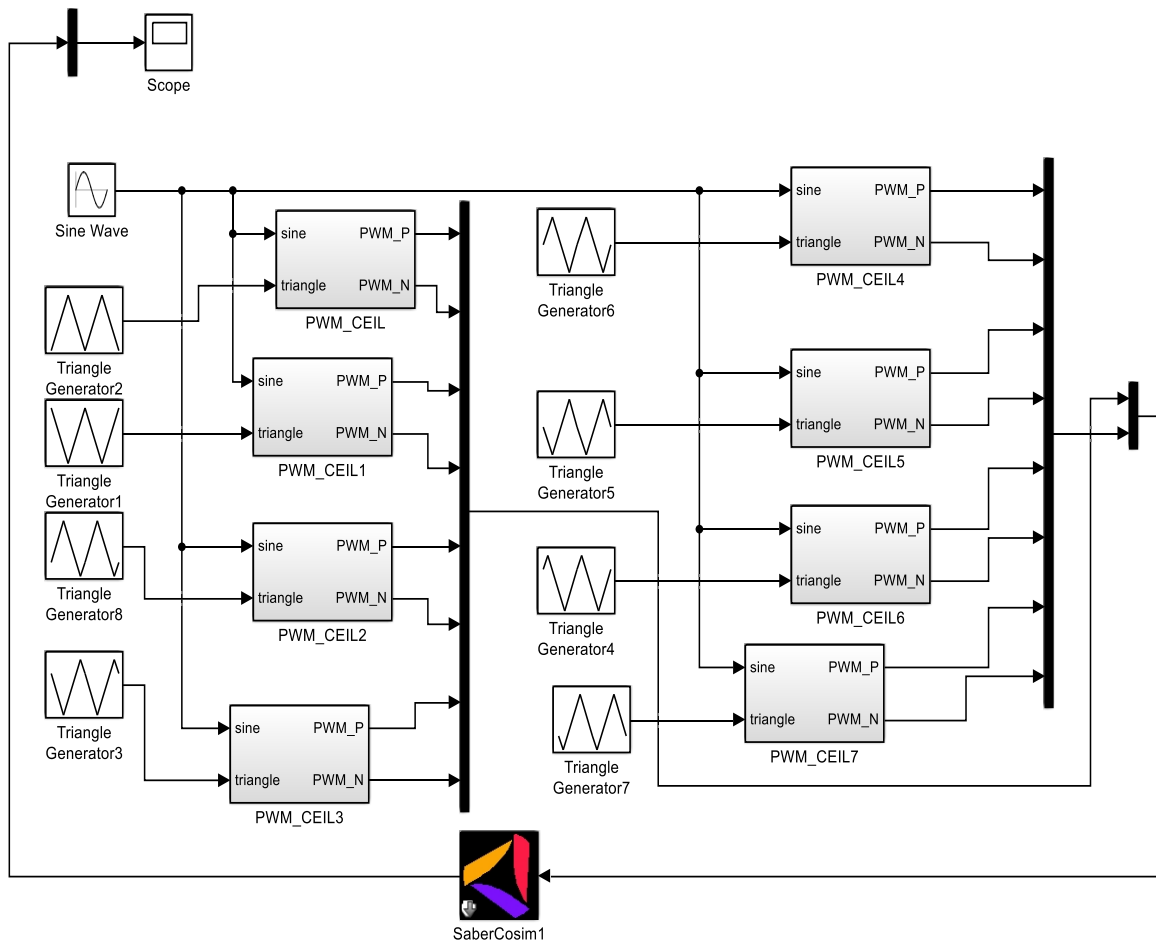 Scope
Sine Wave
sine
PWM_P
triangle
PWM_N
PWM_CEIL
Triangle
Generator2
sine
PWM_P
triangle
PWM_N
PWM_CEIL1
Triangle
Generator1
sine
PWM_P
triangle
PWM_N
PWM_CEIL2
Triangle
Generator8
sine
PWM_P
triangle
PWM_N
PWM_CEIL3
Triangle
Generator3
sine
PWM_P
triangle
PWM_N
PWM_CEIL4
Triangle
Generator6
sine
PWM_P
triangle
PWM_N
PWM_CEIL5
Triangle
Generator5
sine
PWM_P
triangle
PWM_N
PWM_CEIL6
Triangle
Generator4
sine
PWM_P
triangle
PWM_N
PWM_CEIL7
Triangle
Generator7
SaberCosim1